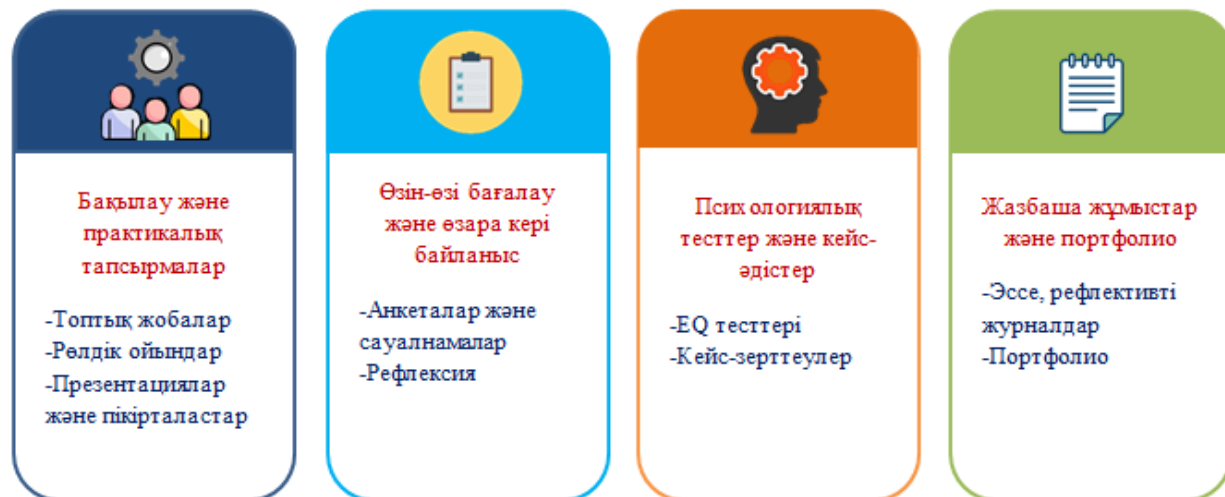 Бақылау және
практикалық
тапсырмалар
-Топтық жобалар
-Рөлдік ойындар
-Презентациялар
және пікірталастар
Өзін-өзі бағалау
және өзара кері
байланыс
-Анкеталар және
сауалнамалар
-Рефлексия
Психологиялық
тесттер және кейс-
әдістер
-EQ тесттері
-Кейс-зерттеулер
Жазбаша жұмыстар
және портфолио
-Эссе, рефлективті
журналдар
-Портфолио